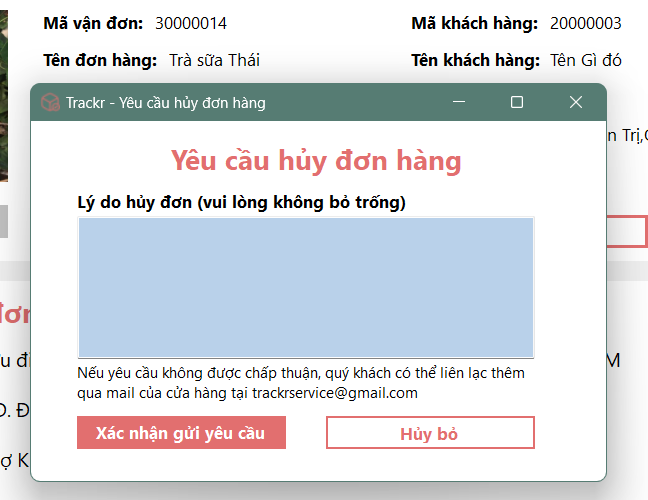 Mã vận đơn: 30000014 Mã khách hàng: 20000003
Tên đơn hàng: Trà sữa Thái Tên khách hàng: Tên Gì đó
Trackr - Yêu cầu hủy đơn hàng
Trị,
Yêu cầu hủy đơn hàng
Lý do hủy đơn (vui lòng không bỏ trống)
Nếu yêu cầu không được chấp thuận, quý khách có thể liên lạc thêm
qua mail của cửa hàng tại trackrservice@gmail.com
Xác nhận gửi yêu cầu Hủy bỏ